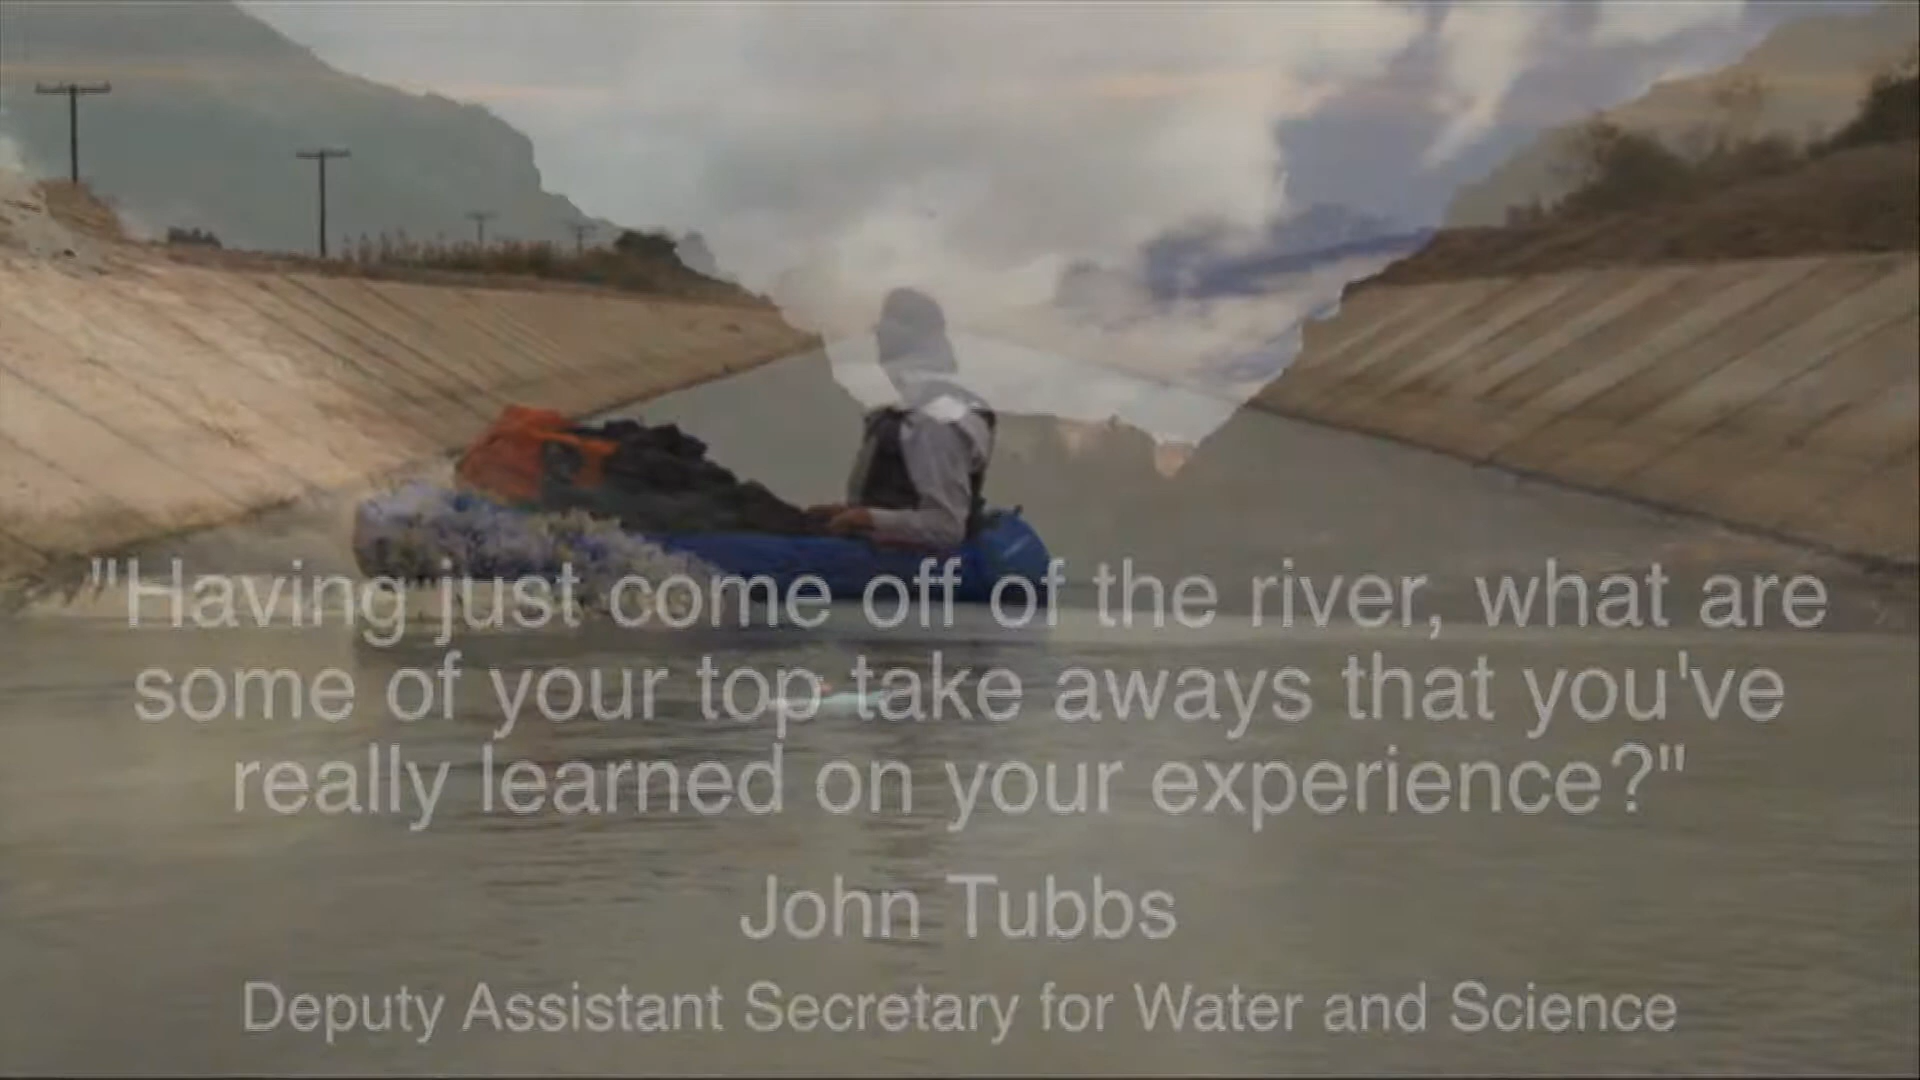 "Having just come off of the river, what are
some of your top take aways that you've
really learned on your experience?"
John Tubbs
Deputy Assistant Secretary for Water and Science